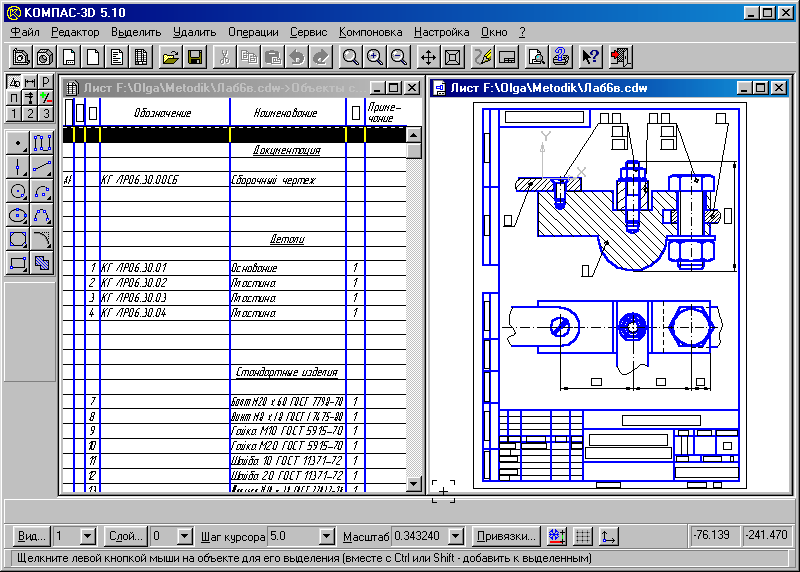 КОМПАС-3D 5.10
Файл Редактор Выделить Удалить Операции Сервис Компоновка Настройка Окно ?
Лист F:\Olga\Metodik\Лаб6в.cdw->Объекты с...
Обозначение Наименование Приме-
чание
Документация
КГ ЛР06.30.00СБ Сборочный чертеж
Детали
1 КГ ЛР06.30.01 Основание 1
2 КГ ЛР06.30.02 Пластина 1
3 КГ ЛР06.30.03 Пластина 1
4 КГ ЛР06.30.04 Пластина 1
Стандартные изделия
7 Болт М20 х 60 ГОСТ 7798-70 1
8 Винт М8 х 18 ГОСТ 17475-80 1
9 Гайка М10 ГОСТ 5915-70 1
10 Гайка М20 ГОСТ 5915-70 1
11 Шайба 10 ГОСТ 11371-72 1
12 Шайба 20 ГОСТ 11371-72 1
13
Лист F:\Olga\Metodik\Лаб6в.cdw
Y
X
P
П
1 2 3
Вид... 1 Слой... 0 Шаг курсора 5.0 Масштаб 0.343240 Привязки... -76.139 -241.470
Щелкните левой кнопкой мыши на объекте для его выделения (вместе с Ctrl или Shift - добавить к выделенным)